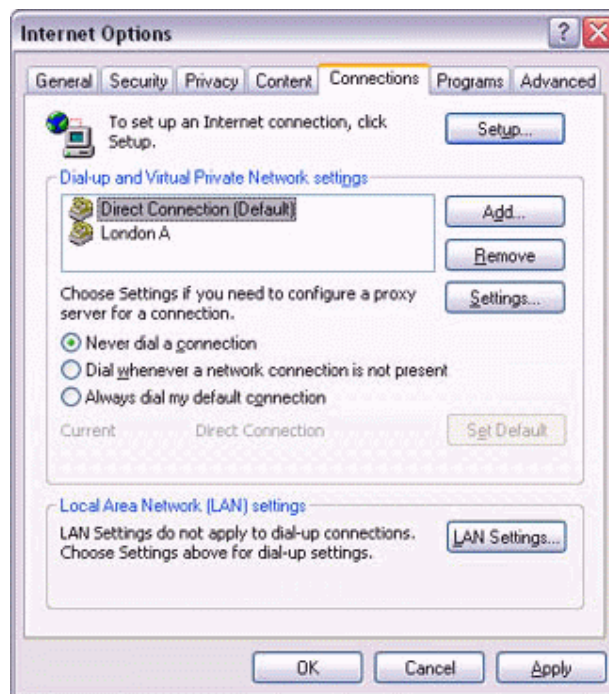 Internet Options
General Security Privacy Content Connections Programs Advanced
To set up an Internet connection, click
Setup.
Setup...
Dial-up and Virtual Private Network settings
Direct Connection (Default)
London A
Add...
Remove
Choose Settings if you need to configure a proxy
server for a connection.
Settings...
Never dial a connection
Dial whenever a network connection is not present
Always dial my default connection
Current Direct Connection Set Default
Local Area Network (LAN) settings
LAN Settings do not apply to dial-up connections.
Choose Settings above for dial-up settings.
LAN Settings...
OK Cancel Apply